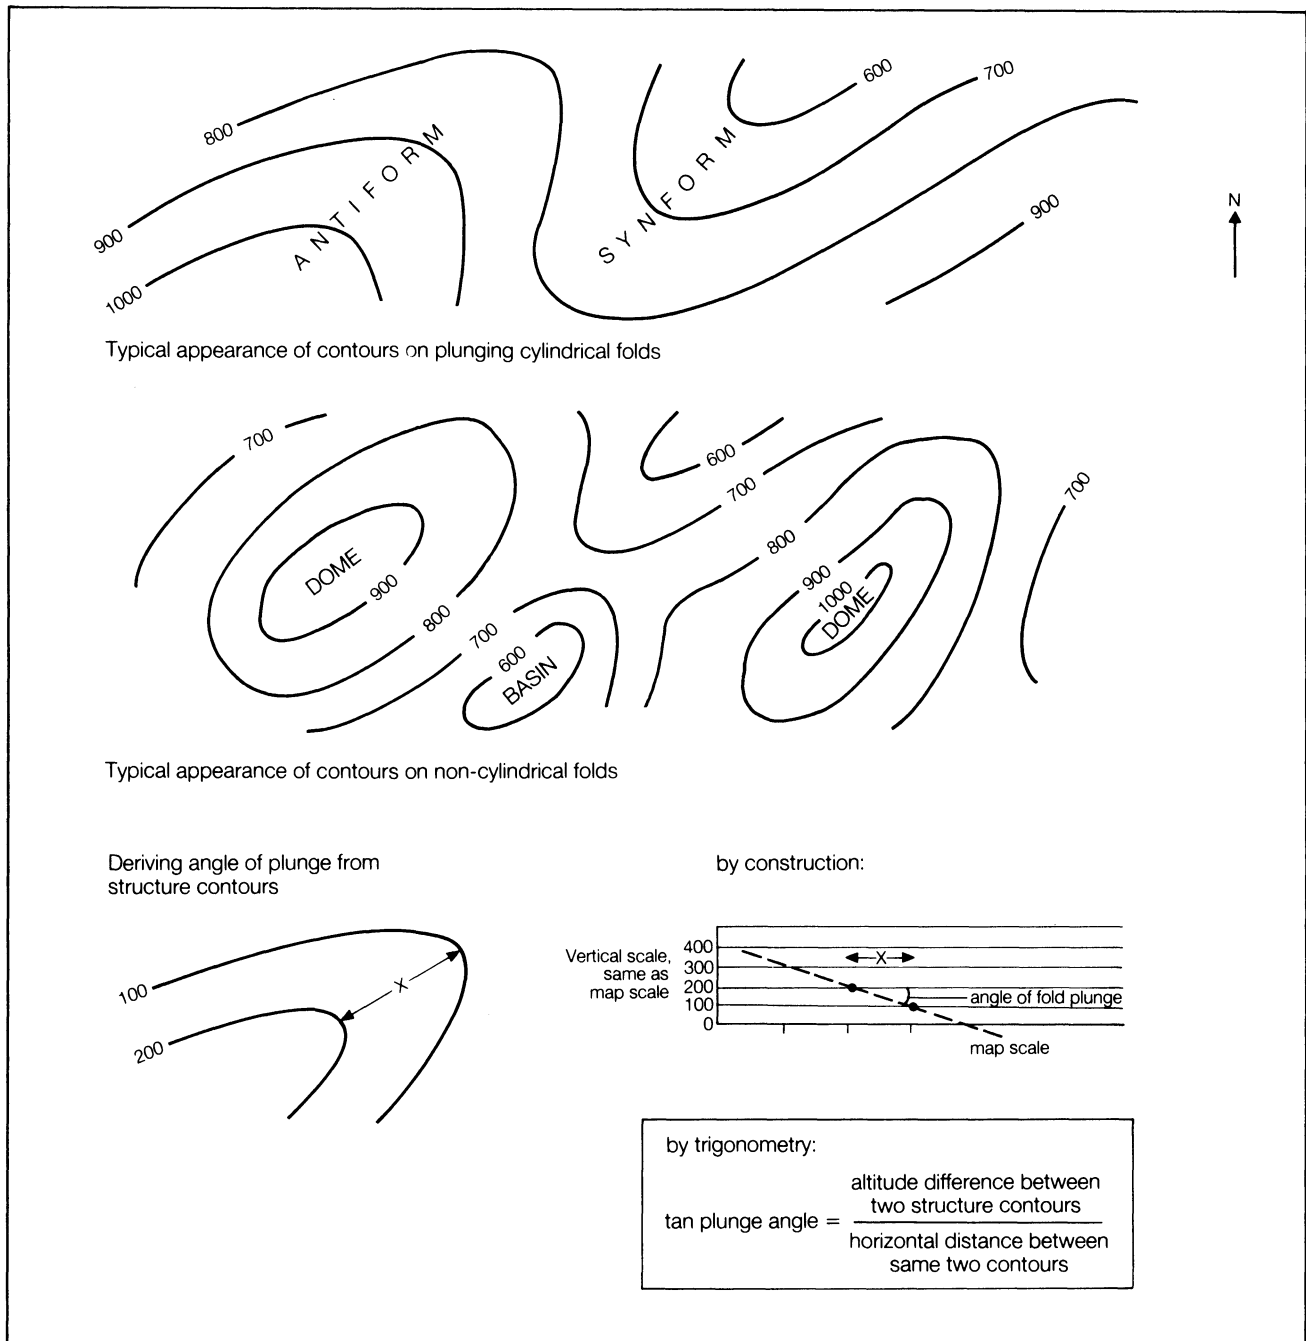 600
700
800
ANTIFORM
SYNFORM
900
900
1000
N
Typical appearance of contours on plunging cylindrical folds
700
600
700
700
800
DOME
900
900
1000
DOME
800
700
600
BASIN
Typical appearance of contours on non-cylindrical folds
Deriving angle of plunge from
structure contours
100
200
X
by construction:
Vertical scale,
same as
map scale
400
300
200
100
0
X
angle of fold plunge
map scale
by trigonometry:
tan plunge angle =
altitude difference between
two structure contours
horizontal distance between
same two contours